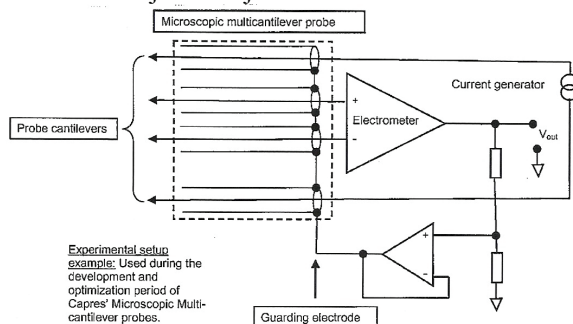 Microscopic multicantilever probe
Current generator
+
Electrometer
-
Probe cantilevers
Vout
+
-
Experimental setup
example: Used during the
development and
optimization period of
Capres' Microscopic Multi-
cantilever probes.
Guarding electrode